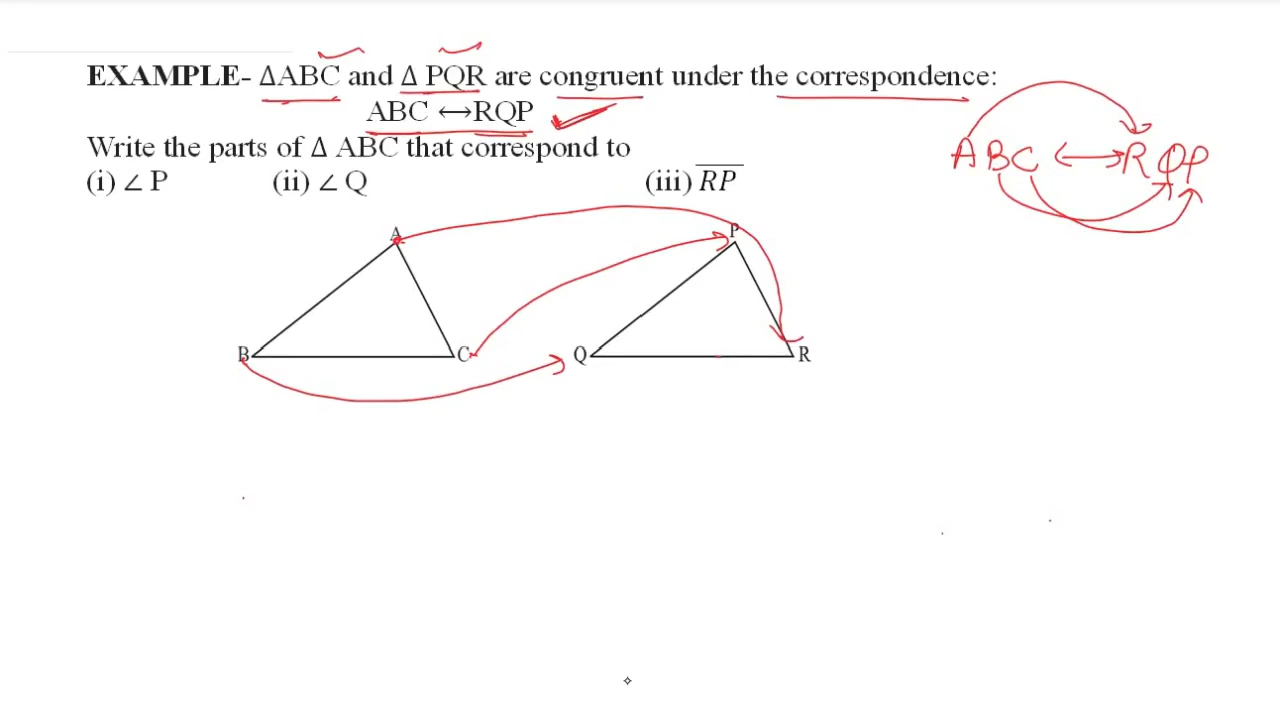 EXAMPLE- ΔABC and Δ PQR are congruent under the correspondence:
ABC ↔RQP
Write the parts of Δ ABC that correspond to
(i) ∠ P (ii) ∠ Q (iii) \overline{RP}
ABC ↔ RQP
A
P
B
C
Q
R